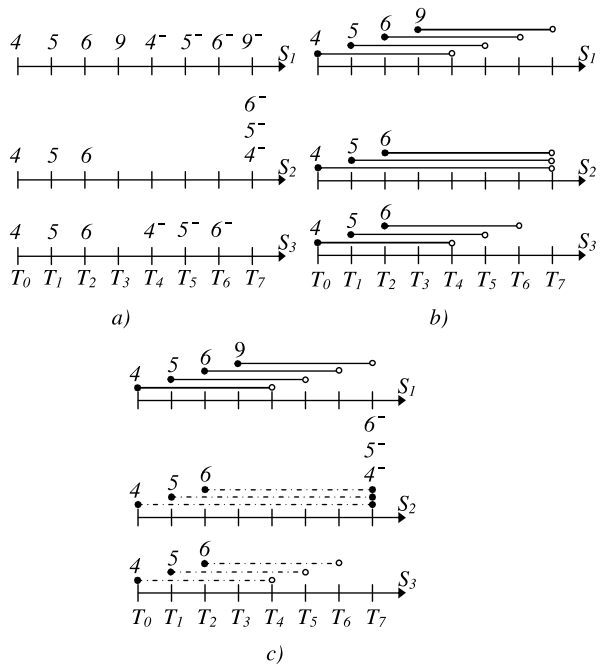 4 5 6 9 4⁻ 5⁻ 6⁻ 9⁻ S₁
6⁻
5⁻
4 5 6 4⁻ S₂
4 5 6 4⁻ 5⁻ 6⁻ S₃
T₀ T₁ T₂ T₃ T₄ T₅ T₆ T₇
a)
4 5 6 9 S₁
4 5 6 S₂
4 5 6 S₃
T₀ T₁ T₂ T₃ T₄ T₅ T₆ T₇
b)
4 5 6 9 S₁
6⁻
5⁻
4 5 6 4⁻ S₂
4 5 6 S₃
T₀ T₁ T₂ T₃ T₄ T₅ T₆ T₇
c)